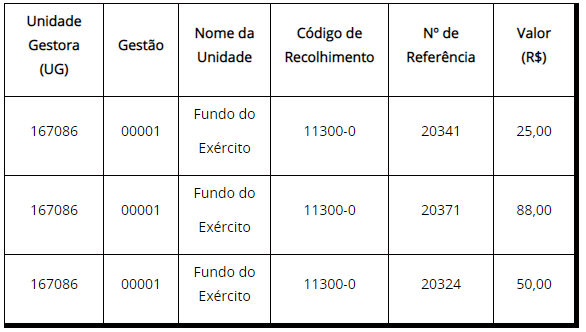 Unidade Gestora (UG) | Gestão | Nome da Unidade | Código de Recolhimento | Nº de Referência | Valor (R$)
167086 | 00001 | Fundo do Exército | 11300-0 | 20341 | 25,00
167086 | 00001 | Fundo do Exército | 11300-0 | 20371 | 88,00
167086 | 00001 | Fundo do Exército | 11300-0 | 20324 | 50,00